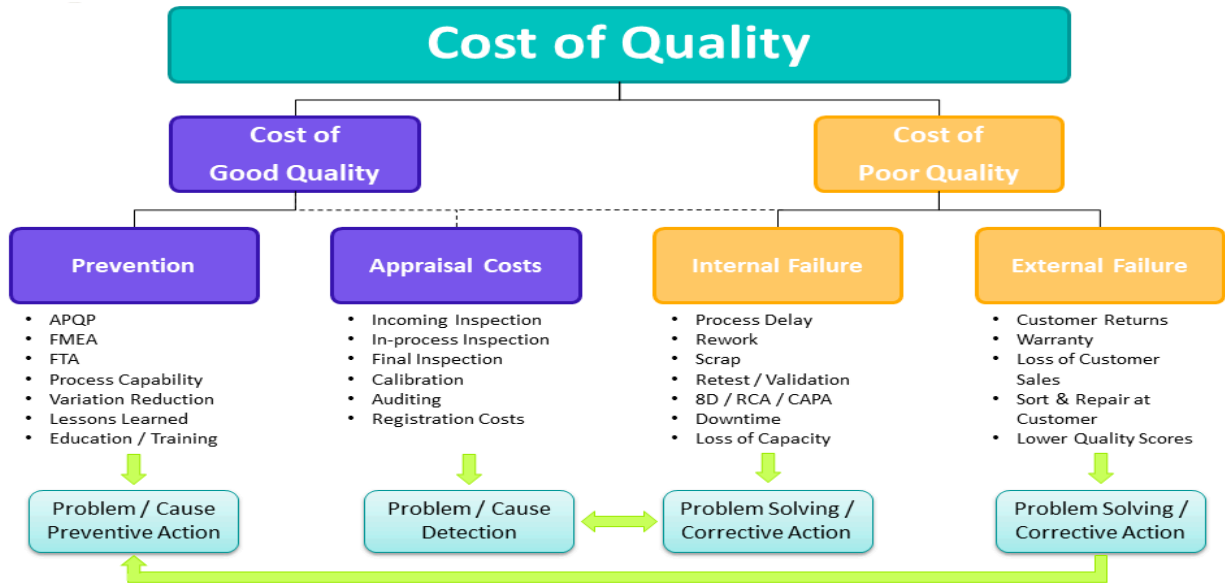 Cost of Quality
Cost of
Good Quality
Cost of
Poor Quality
Prevention
Appraisal Costs
Internal Failure
External Failure
• APQP
• FMEA
• FTA
• Process Capability
• Variation Reduction
• Lessons Learned
• Education / Training
• Incoming Inspection
• In-process Inspection
• Final Inspection
• Calibration
• Auditing
• Registration Costs
• Process Delay
• Rework
• Scrap
• Retest / Validation
• 8D / RCA / CAPA
• Downtime
• Loss of Capacity
• Customer Returns
• Warranty
• Loss of Customer
Sales
• Sort & Repair at
Customer
• Lower Quality Scores
Problem / Cause
Preventive Action
Problem / Cause
Detection
Problem Solving /
Corrective Action
Problem Solving /
Corrective Action